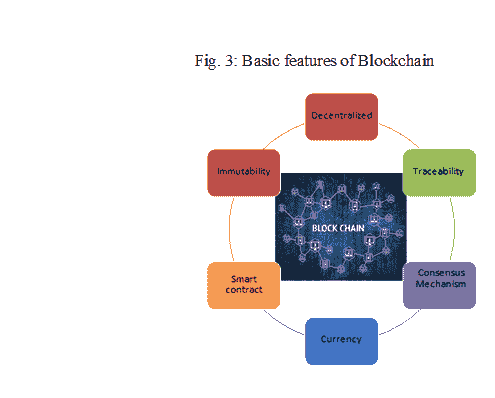 Fig. 3: Basic features of Blockchain
Decentralized
Immutability
Traceability
BLOCK CHAIN
Smart
contract
Consensus
Mechanism
Currency